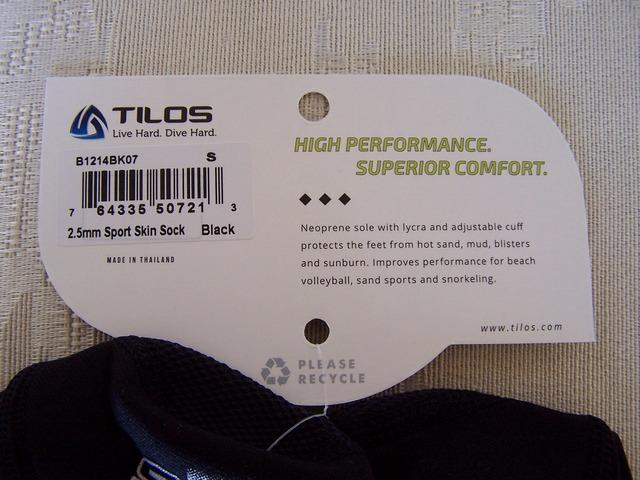 TILOS
Live Hard. Dive Hard.
B1214BK07 S
7 64335 50721 3
2.5mm Sport Skin Sock Black
MADE IN THAILAND
HIGH PERFORMANCE.
SUPERIOR COMFORT.
Neoprene sole with lycra and adjustable cuff
protects the feet from hot sand, mud, blisters
and sunburn. Improves performance for beach
volleyball, sand sports and snorkeling.
www.tilos.com
PLEASE
RECYCLE